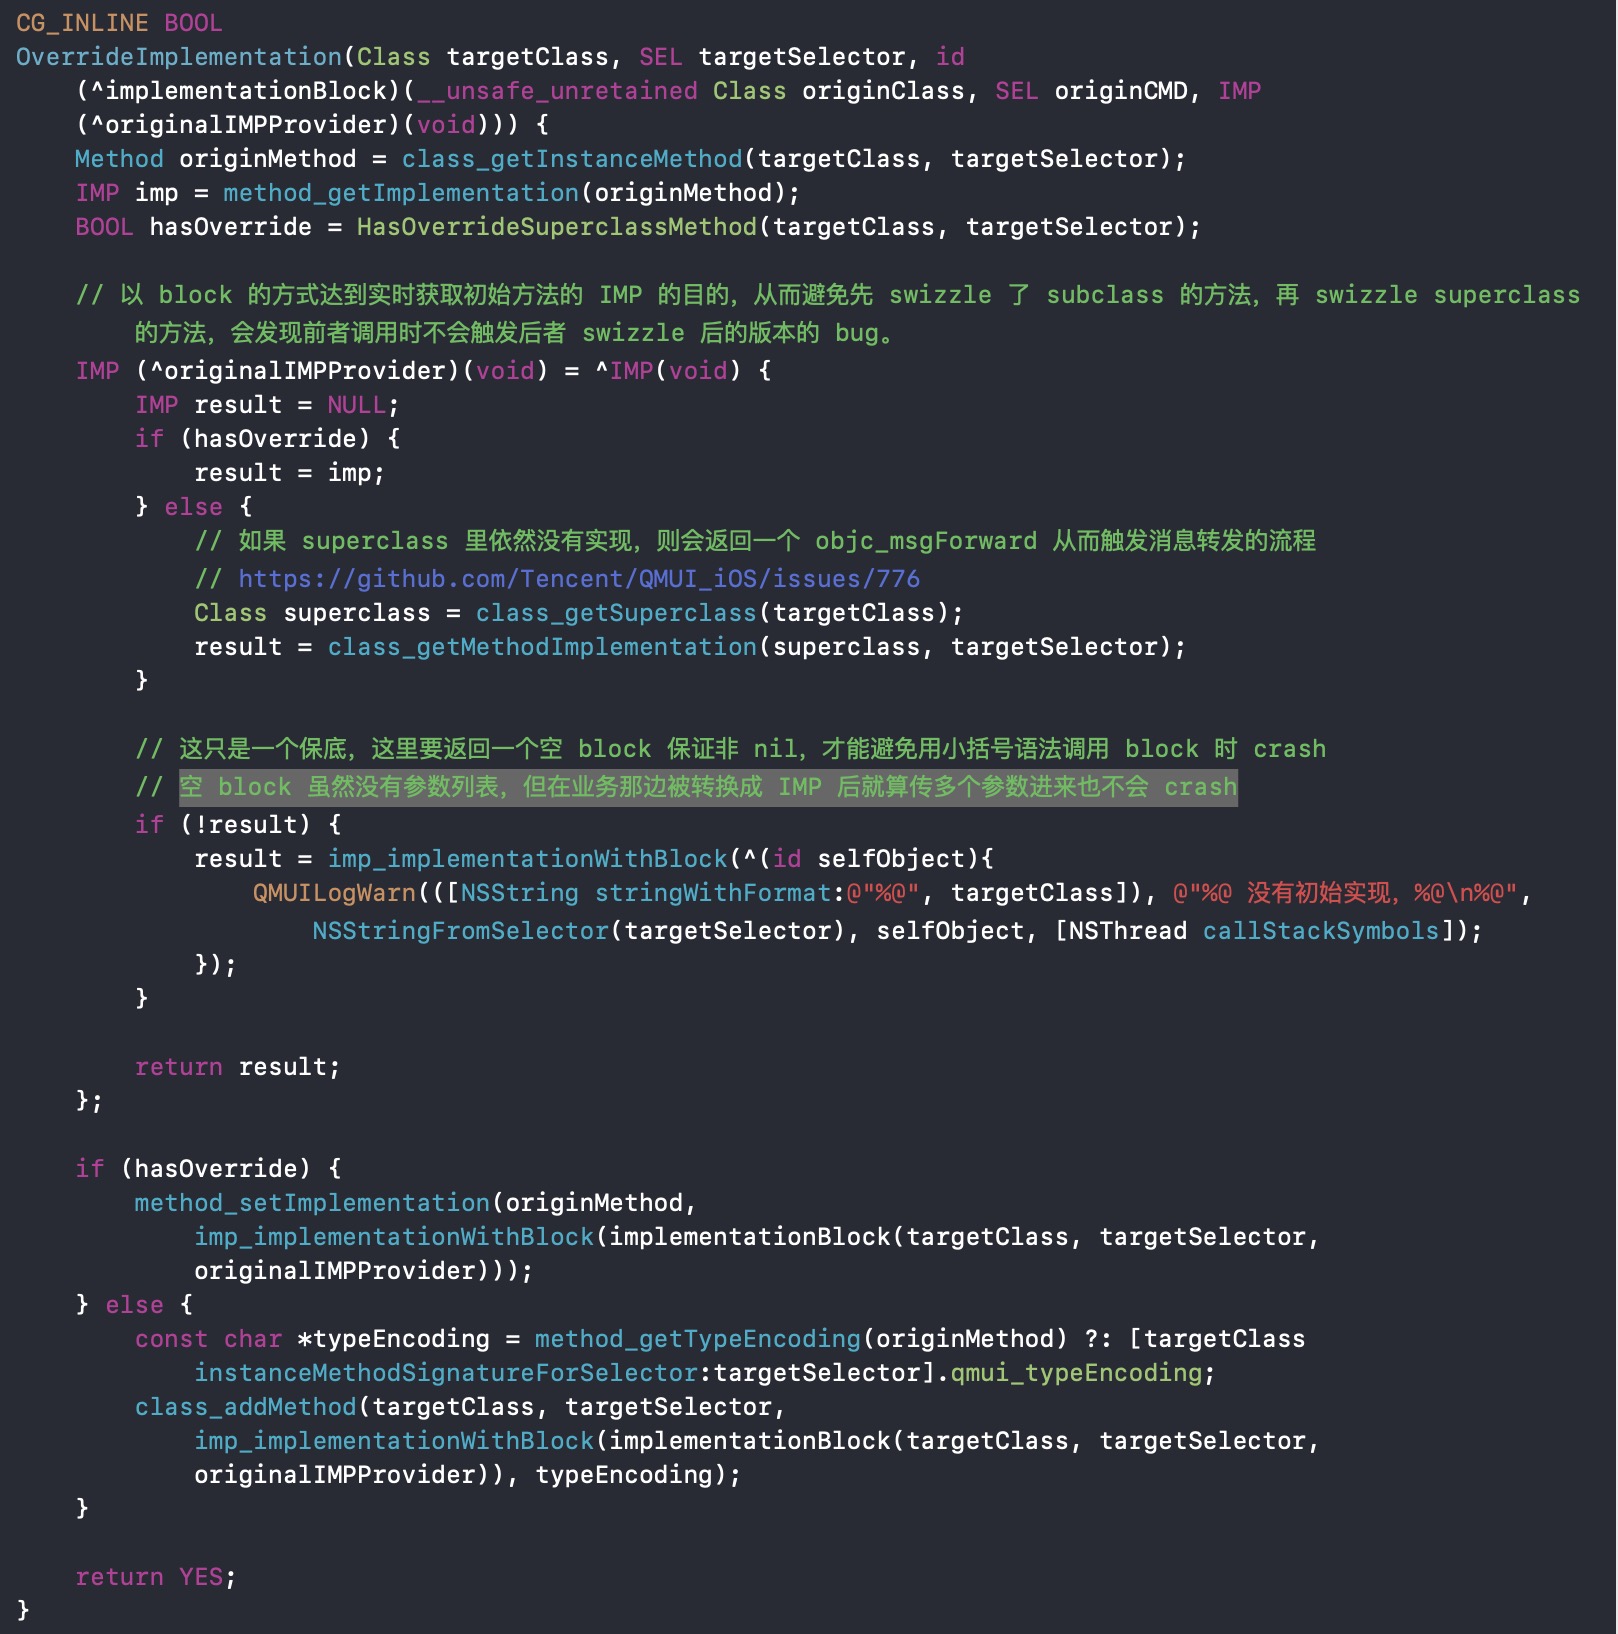 CG_INLINE BOOL
OverrideImplementation(Class targetClass, SEL targetSelector, id
(^implementationBlock)(__unsafe_unretained Class originClass, SEL originCMD, IMP
(^originalIMPProvider)(void))) {
Method originMethod = class_getInstanceMethod(targetClass, targetSelector);
IMP imp = method_getImplementation(originMethod);
BOOL hasOverride = HasOverrideSuperclassMethod(targetClass, targetSelector);
// 以 block 的方式达到实时获取初始方法的 IMP 的目的，从而避免先 swizzle 了 subclass 的方法，再 swizzle superclass
的方法，会发现前者调用时不会触发后者 swizzle 后的版本的 bug。
IMP (^originalIMPProvider)(void) = ^IMP(void) {
IMP result = NULL;
if (hasOverride) {
result = imp;
} else {
// 如果 superclass 里依然没有实现，则会返回一个 objc_msgForward 从而触发消息转发的流程
// https://github.com/Tencent/QMUI_iOS/issues/776
Class superclass = class_getSuperclass(targetClass);
result = class_getMethodImplementation(superclass, targetSelector);
}
// 这只是一个保底，这里要返回一个空 block 保证非 nil，才能避免用小括号语法调用 block 时 crash
// 空 block 虽然没有参数列表，但在业务那边被转换成 IMP 后就算传多个参数进来也不会 crash
if (!result) {
result = imp_implementationWithBlock(^(id selfObject){
QMUILogWarn(([NSString stringWithFormat:@"%@", targetClass]), @"%@ 没有初始实现，%@\n%@",
NSStringFromSelector(targetSelector), selfObject, [NSThread callStackSymbols]);
});
}
return result;
};
if (hasOverride) {
method_setImplementation(originMethod,
imp_implementationWithBlock(implementationBlock(targetClass, targetSelector,
originalIMPProvider)));
} else {
const char *typeEncoding = method_getTypeEncoding(originMethod) ?: [targetClass
instanceMethodSignatureForSelector:targetSelector].qmui_typeEncoding;
class_addMethod(targetClass, targetSelector,
imp_implementationWithBlock(implementationBlock(targetClass, targetSelector,
originalIMPProvider)), typeEncoding);
}
return YES;
}